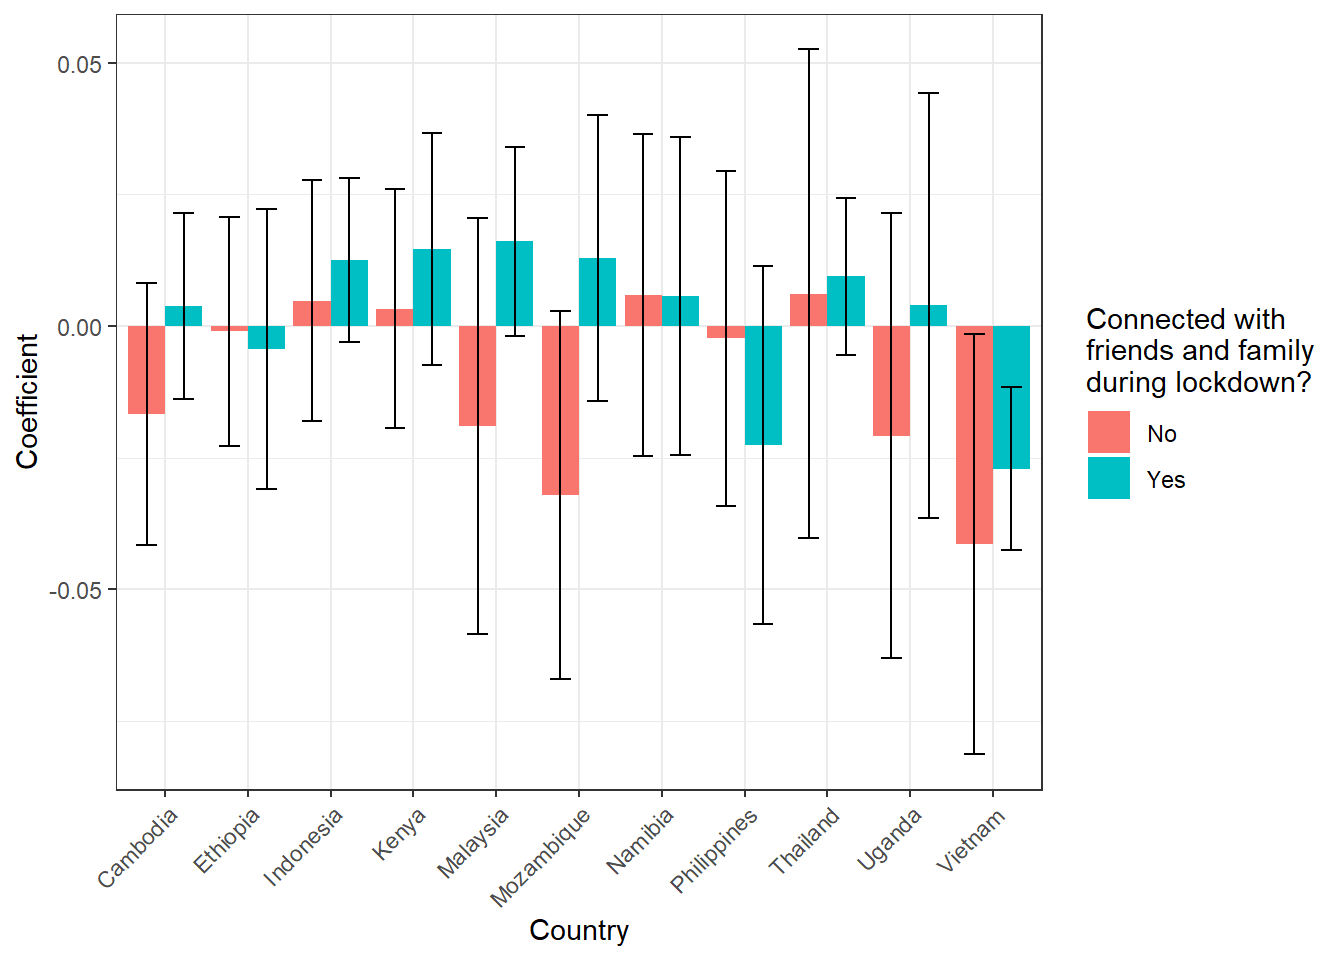 0.05
0.00
-0.05
Coefficient
Cambodia
Ethiopia
Indonesia
Kenya
Malaysia
Mozambique
Namibia
Philippines
Thailand
Uganda
Vietnam
Country
Connected with
friends and family
during lockdown?
No
Yes